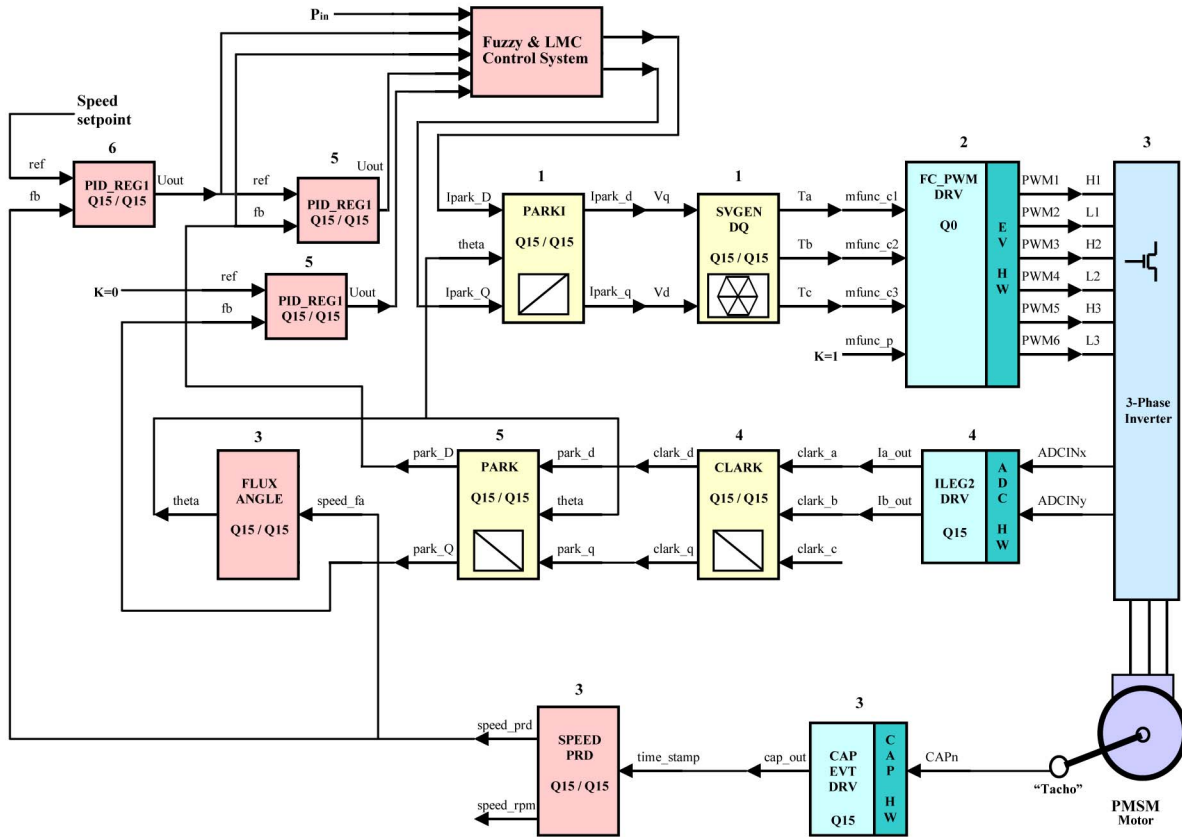 Pin
Fuzzy & LMC
Control System
Speed
setpoint
6
ref
PID_REG1
Q15 / Q15
Uout
fb
5
Uout
ref
PID_REG1
Q15 / Q15
fb
5
ref
K=0
PID_REG1
Q15 / Q15
Uout
fb
1
Ipark_D
PARKI
Q15 / Q15
theta
Ipark_Q
Ipark_d
Ipark_q
Vq
Vd
1
SVGEN
DQ
Q15 / Q15
Ta
Tb
Tc
mfunc_c1
mfunc_c2
mfunc_c3
mfunc_p
K=1
2
FC_PWM
DRV
Q0
EV HW
PWM1
PWM2
PWM3
PWM4
PWM5
PWM6
H1
L1
H2
L2
H3
L3
3
3-Phase
Inverter
3
FLUX
ANGLE
Q15 / Q15
theta
speed_fa
5
park_D
PARK
Q15 / Q15
park_Q
park_d
theta
park_q
clark_d
clark_q
4
CLARK
Q15 / Q15
clark_a
clark_b
clark_c
Ia_out
Ib_out
4
ILEG2
DRV
Q15
ADC HW
ADCINx
ADCINy
3
speed_prd
SPEED
PRD
Q15 / Q15
speed_rpm
time_stamp
cap_out
3
CAP
EVT
DRV
Q15
CAP HW
CAPn
“Tacho”
PMSM
Motor